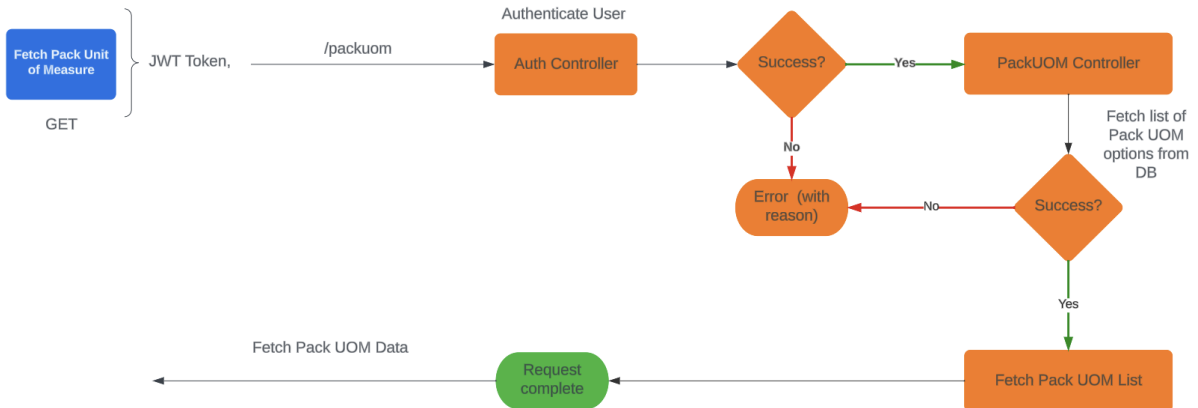 Fetch Pack Unit
of Measure
GET
JWT Token,
/packuom
Authenticate User
Auth Controller
Success?
Yes
PackUOM Controller
No
Error (with
reason)
Fetch list of
Pack UOM
options from
DB
Success?
No
Yes
Fetch Pack UOM List
Request
complete
Fetch Pack UOM Data